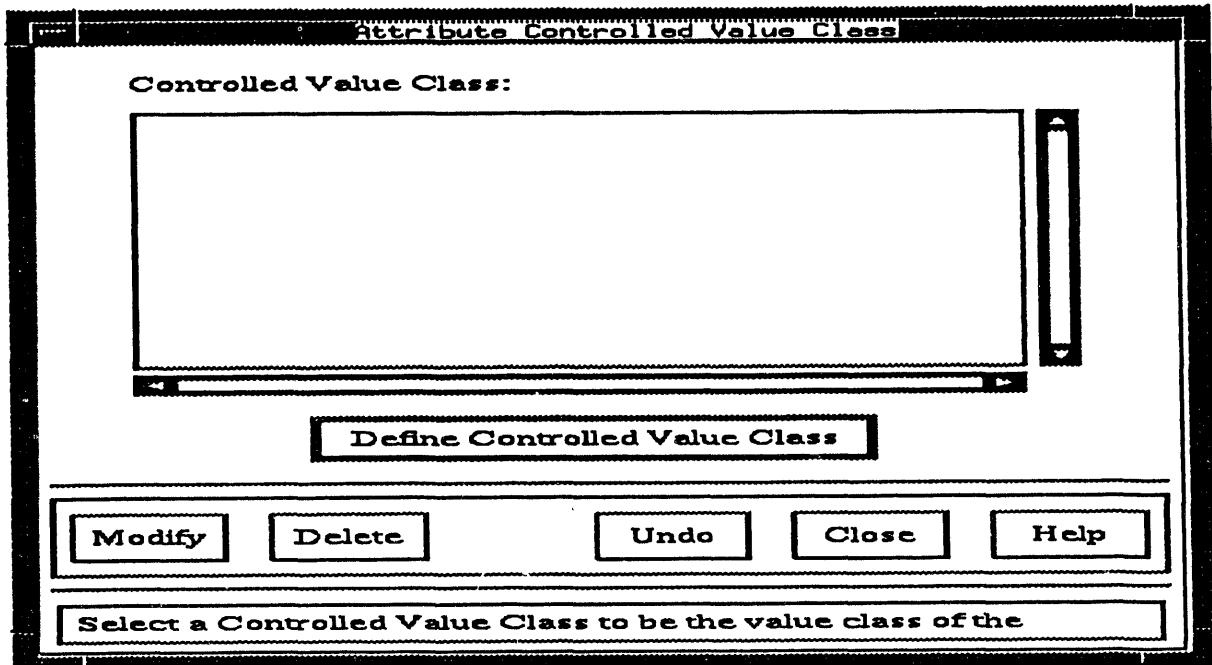 Attribute Controlled Value Class
Controlled Value Class:
Define Controlled Value Class
Modify Delete Undo Close Help
Select a Controlled Value Class to be the value class of the